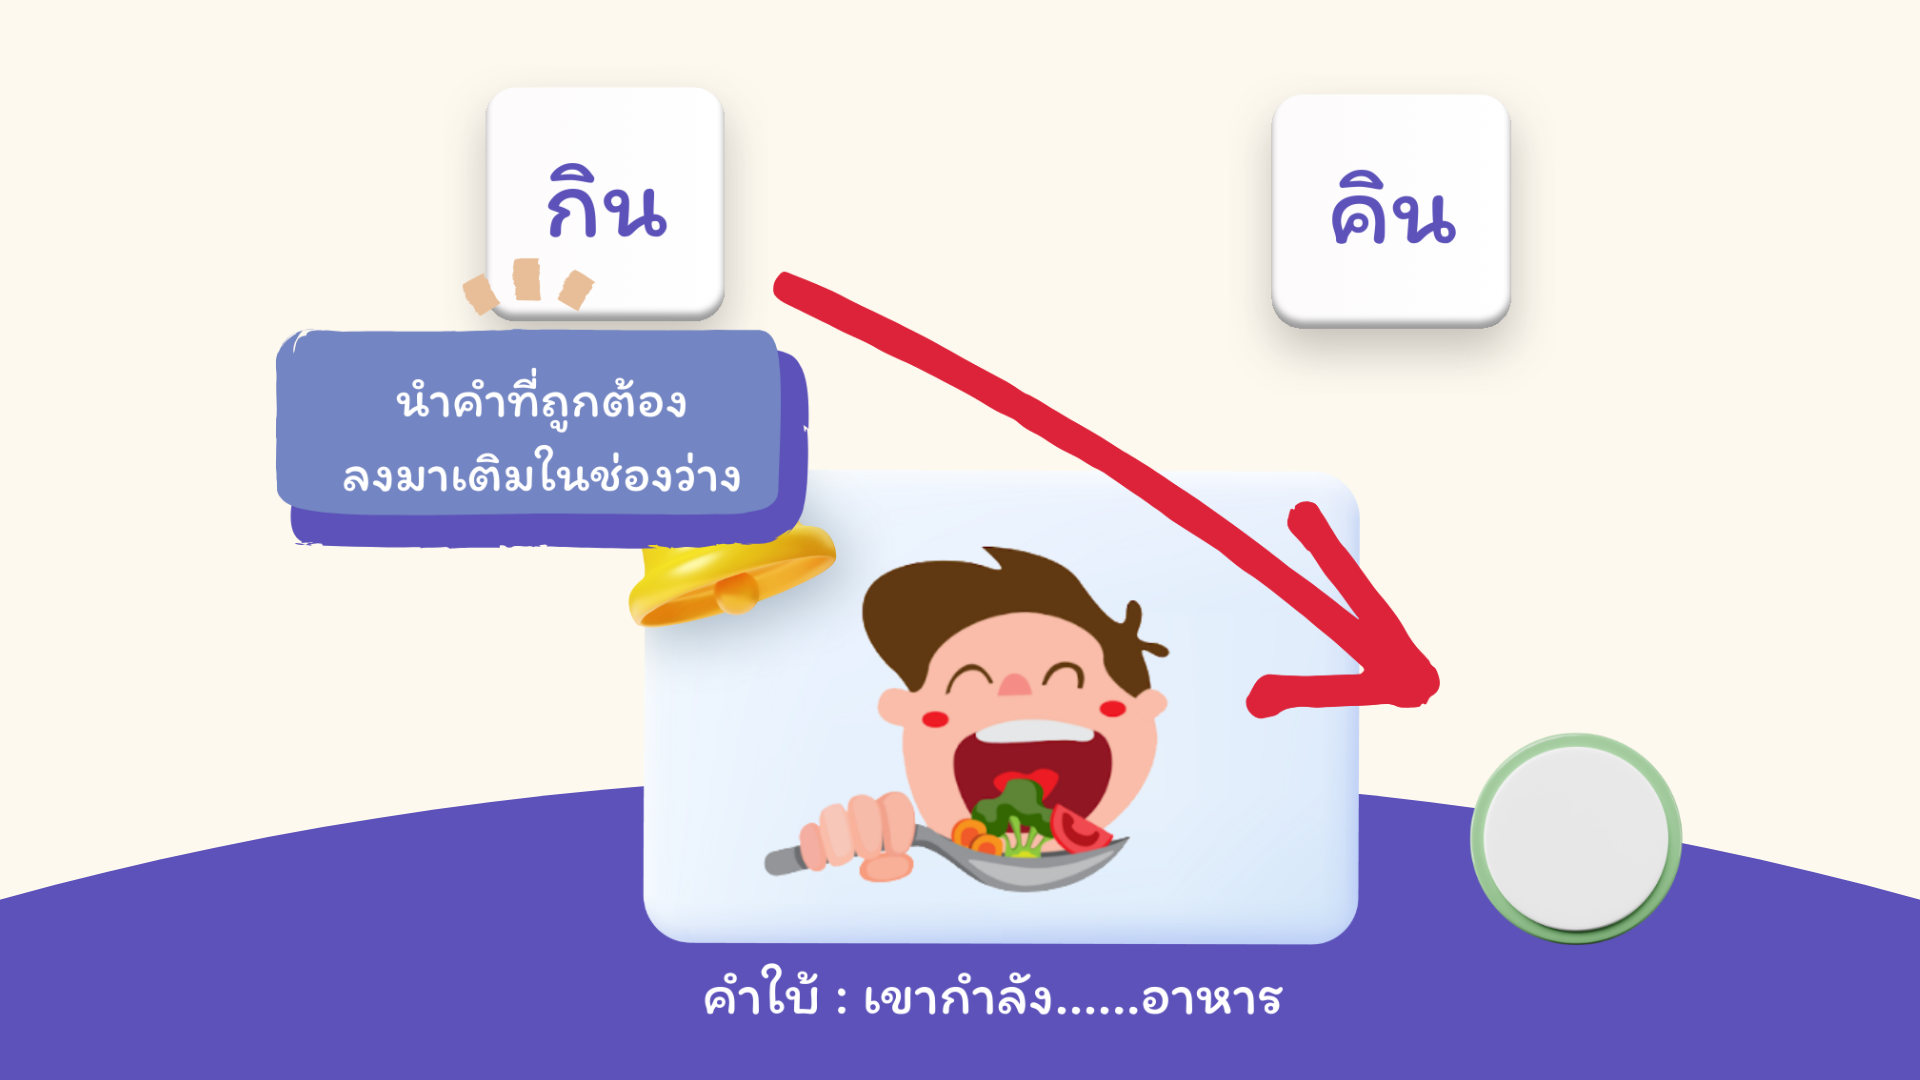 กิน
คิน
นำคำที่ถูกต้อง
ลงมาเติมในช่องว่าง
คำใบ้ : เขากำลัง......อาหาร